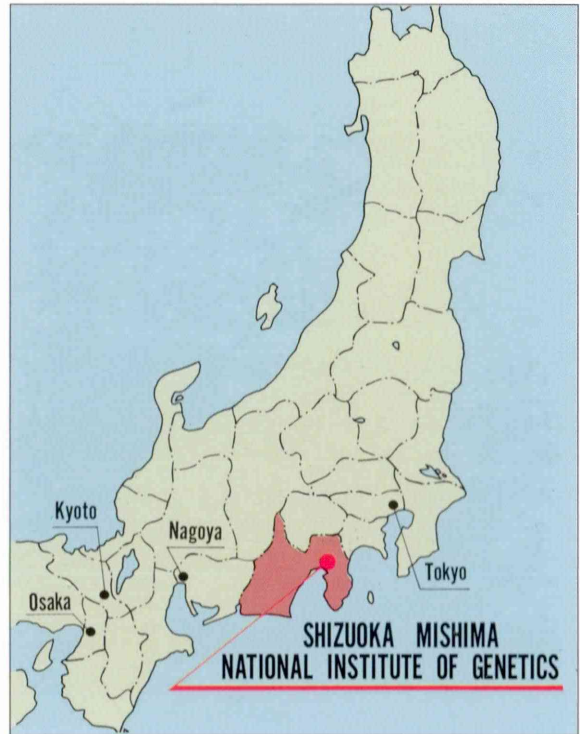 Kyoto
Nagoya
Osaka
Tokyo
SHIZUOKA MISHIMA
NATIONAL INSTITUTE OF GENETICS